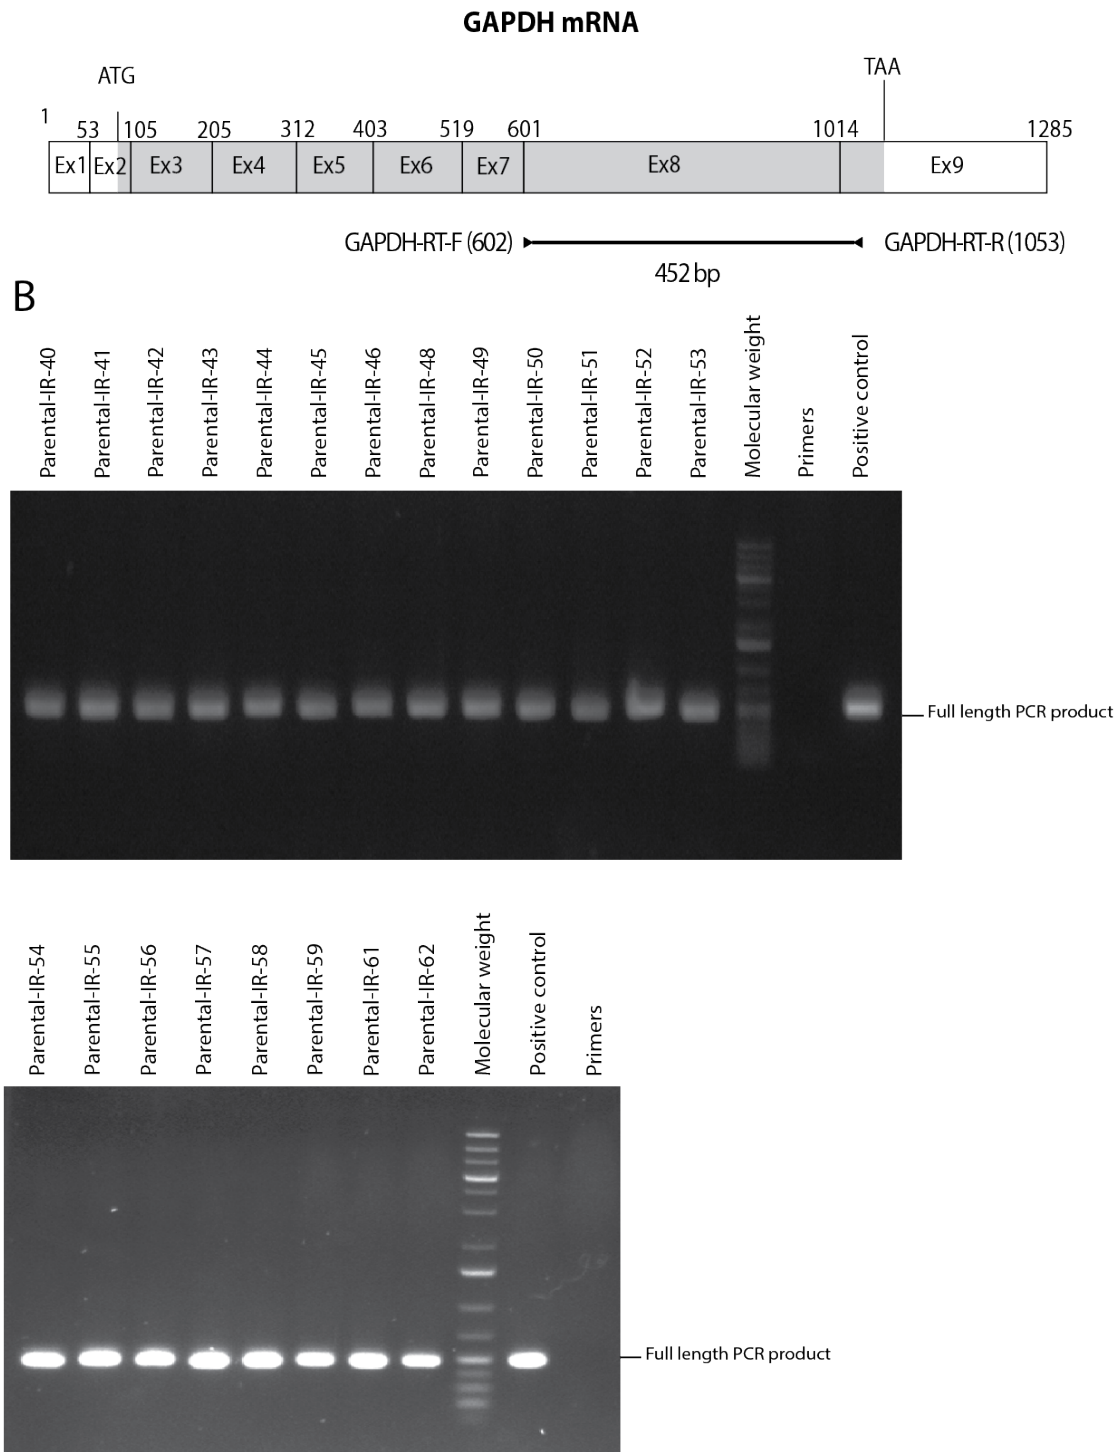 GAPDH mRNA
ATG
TAA
1 53 105 205 312 403 519 601 1014 1285
Ex1 Ex2 Ex3 Ex4 Ex5 Ex6 Ex7 Ex8 Ex9
GAPDH-RT-F (602) GAPDH-RT-R (1053)
452 bp
B
Parental-IR-40
Parental-IR-41
Parental-IR-42
Parental-IR-43
Parental-IR-44
Parental-IR-45
Parental-IR-46
Parental-IR-48
Parental-IR-49
Parental-IR-50
Parental-IR-51
Parental-IR-52
Parental-IR-53
Molecular weight
Primers
Positive control
Full length PCR product
Parental-IR-54
Parental-IR-55
Parental-IR-56
Parental-IR-57
Parental-IR-58
Parental-IR-59
Parental-IR-61
Parental-IR-62
Molecular weight
Positive control
Primers
Full length PCR product